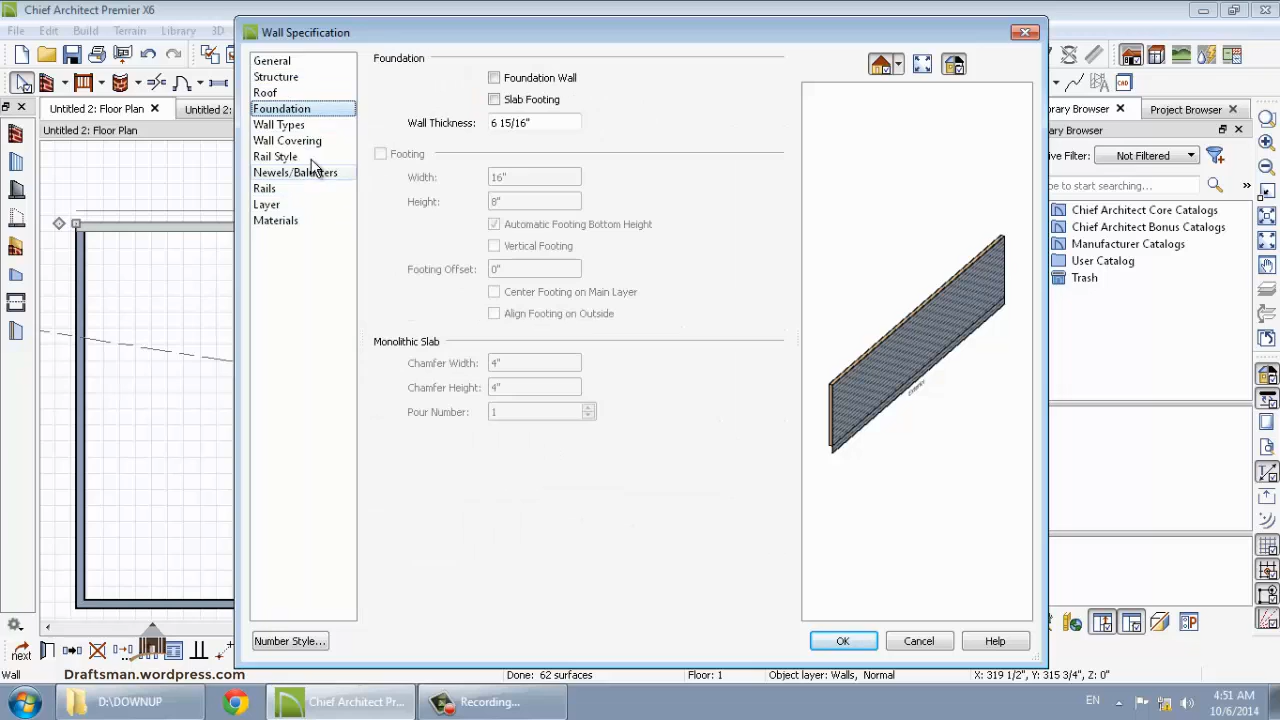 Chief Architect Premier X6
File Edit Build Terrain Library 3D
Wall Specification
Untitled 2: Floor Plan
Untitled 2:
Untitled 2: Floor Plan
General
Structure
Roof
Foundation
Wall Types
Wall Covering
Rail Style
Newels/Balusters
Rails
Layer
Materials
Foundation
Foundation Wall
Slab Footing
Wall Thickness: 6 15/16"
Footing
Width: 16"
Height: 8"
Automatic Footing Bottom Height
Vertical Footing
Footing Offset: 0"
Center Footing on Main Layer
Align Footing on Outside
Monolithic Slab
Chamfer Width: 4"
Chamfer Height: 4"
Pour Number: 1
Number Style...
OK Cancel Help
rary Browser Project Browser
rary Browser
ive Filter: Not Filtered
pe to start searching...
Chief Architect Core Catalogs
Chief Architect Bonus Catalogs
Manufacturer Catalogs
User Catalog
Trash
next
Draftsman.wordpress.com
Wall Done: 62 surfaces Floor: 1 Object layer: Walls, Normal X: 319 1/2", Y: 315 3/4", Z: 0"
D:\DOWNUP Chief Architect Pr... Recording... EN 4:51 AM
10/6/2014